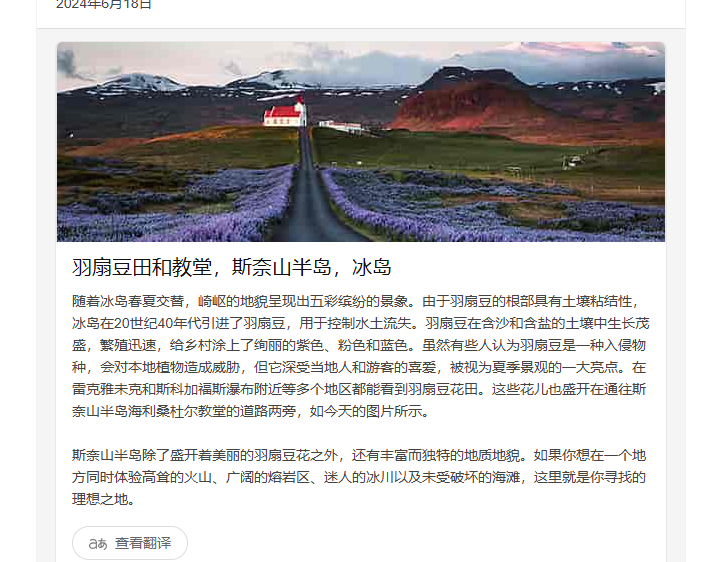 2024年6月18日
羽扇豆田和教堂，斯奈山半岛，冰岛
随着冰岛春夏交替，崎岖的地貌呈现出五彩缤纷的景象。由于羽扇豆的根部具有土壤粘结性，
冰岛在20世纪40年代引进了羽扇豆，用于控制水土流失。羽扇豆在含沙和含盐的土壤中生长茂
盛，繁殖迅速，给乡村涂上了绚丽的紫色、粉色和蓝色。虽然有些人认为羽扇豆是一种入侵物
种，会对本地植物造成威胁，但它深受当地人和游客的喜爱，被视为夏季景观的一大亮点。在
雷克雅未克和斯科加福斯瀑布附近等多个地区都能看到羽扇豆花田。这些花儿也盛开在通往斯
奈山半岛海利桑杜尔教堂的道路两旁，如今天的图片所示。
斯奈山半岛除了盛开着美丽的羽扇豆花之外，还有丰富而独特的地质地貌。如果你想在一个地
方同时体验高耸的火山、广阔的熔岩区、迷人的冰川以及未受破坏的海滩，这里就是你寻找的
理想之地。
aあ 查看翻译